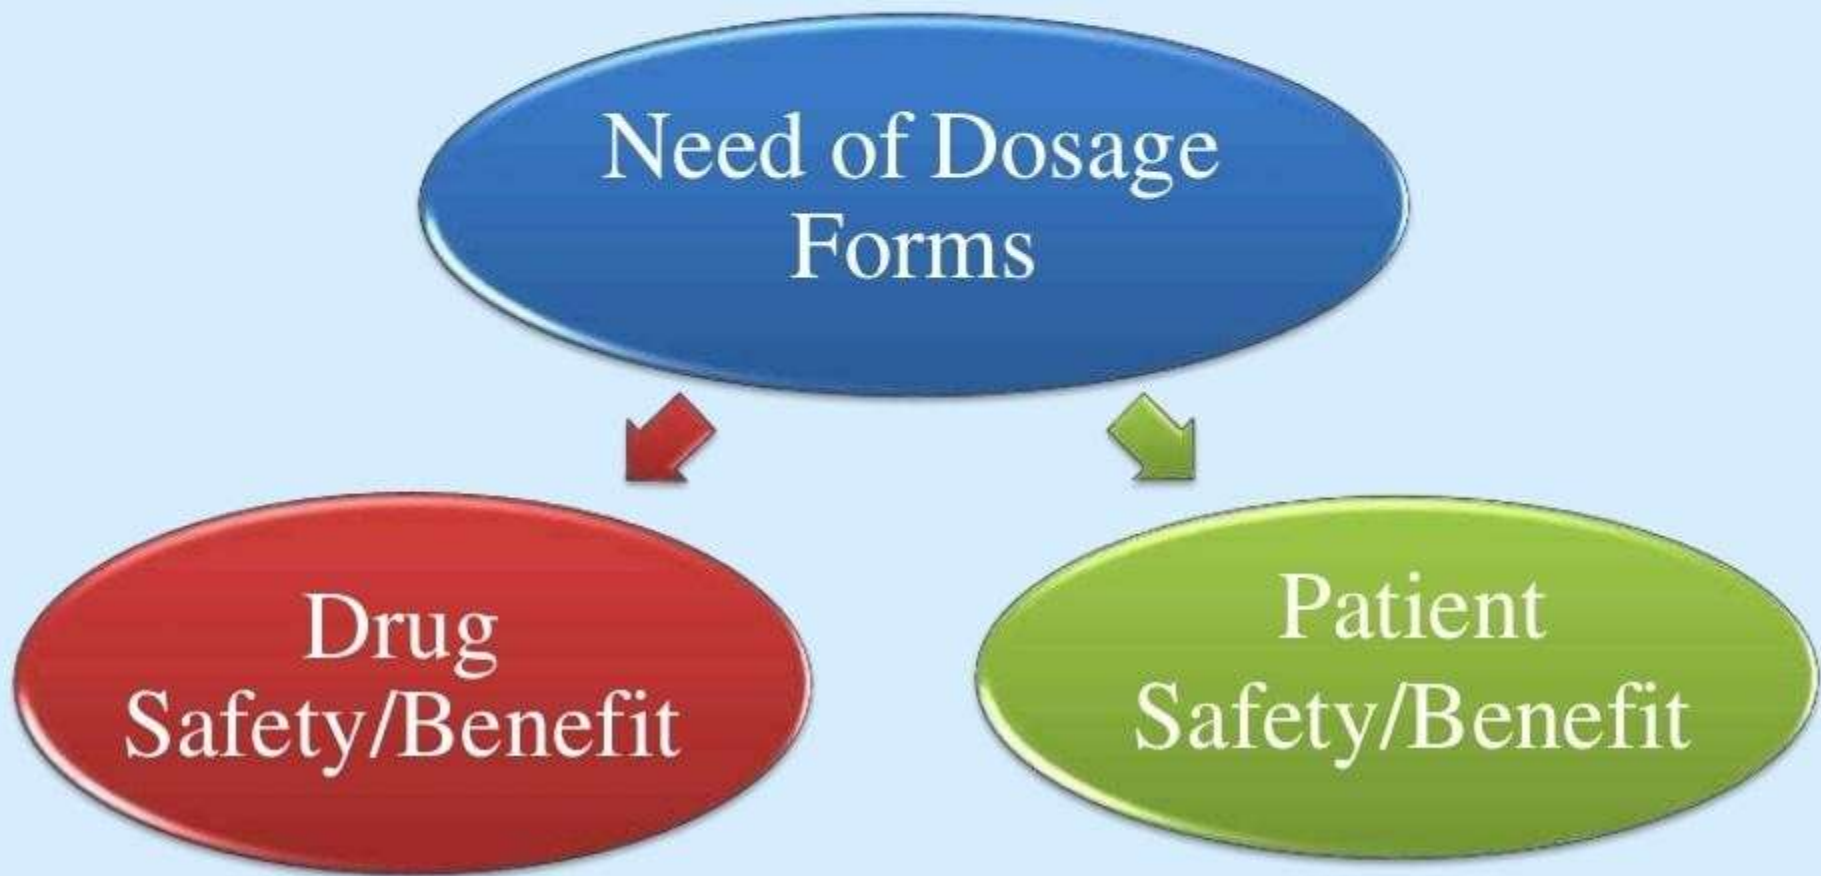 Need of Dosage
Forms
Drug
Safety/Benefit
Patient
Safety/Benefit